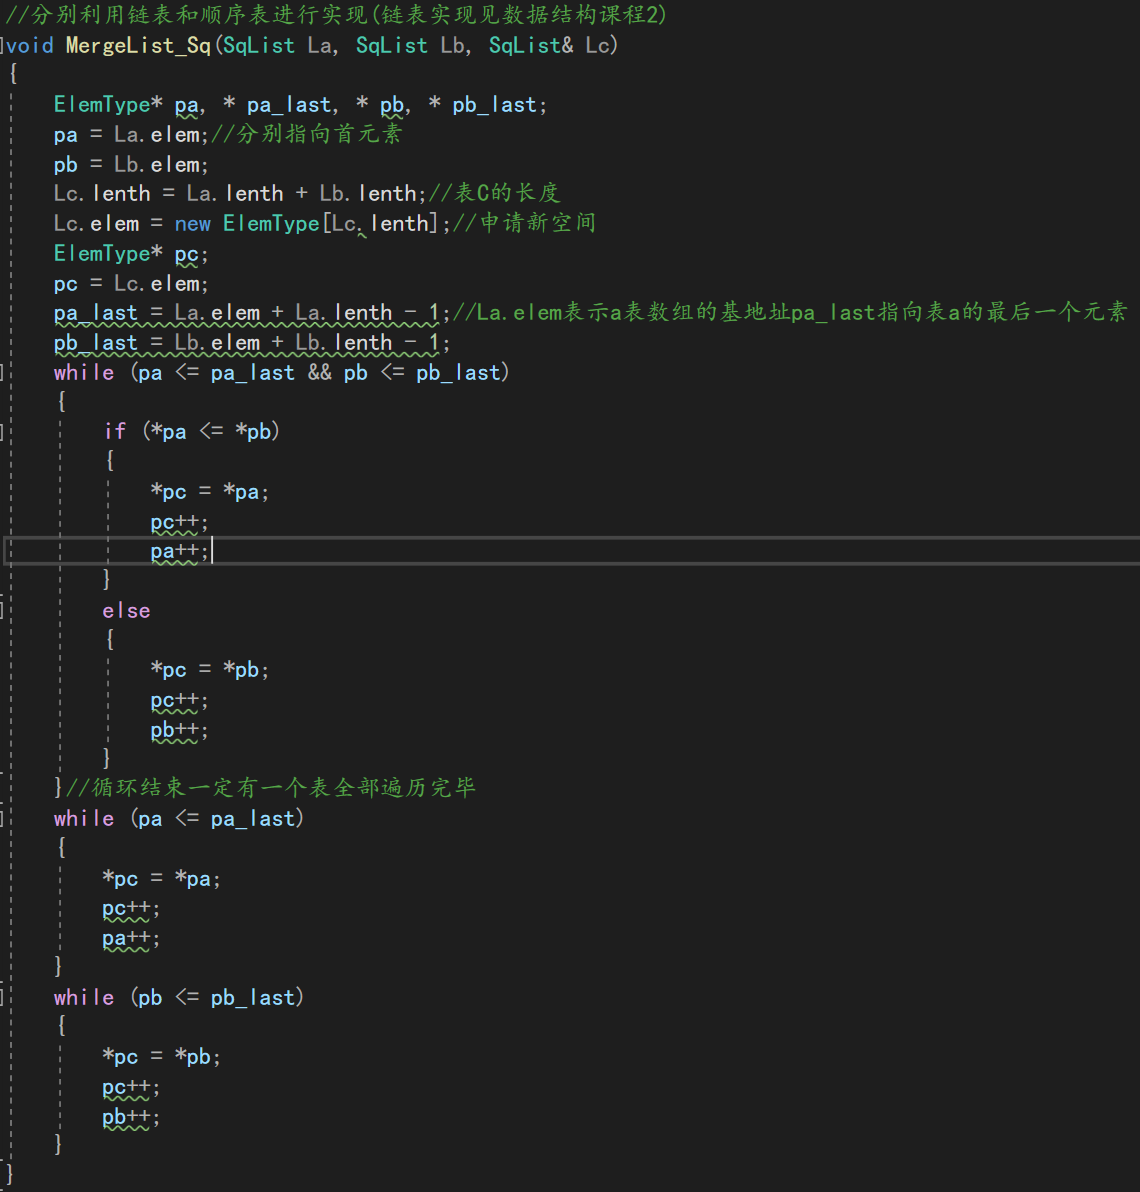 //分别利用链表和顺序表进行实现(链表实现见数据结构课程2)
void MergeList_Sq(SqList La, SqList Lb, SqList& Lc)
{
ElemType* pa, * pa_last, * pb, * pb_last;
pa = La.elem;//分别指向首元素
pb = Lb.elem;
Lc.lenth = La.lenth + Lb.lenth;//表C的长度
Lc.elem = new ElemType[Lc.lenth];//申请新空间
ElemType* pc;
pc = Lc.elem;
pa_last = La.elem + La.lenth - 1;//La.elem表示a表数组的基地址pa_last指向表a的最后一个元素
pb_last = Lb.elem + Lb.lenth - 1;
while (pa <= pa_last && pb <= pb_last)
{
if (*pa <= *pb)
{
*pc = *pa;
pc++;
pa++;
}
else
{
*pc = *pb;
pc++;
pb++;
}
}//循环结束一定有一个表全部遍历完毕
while (pa <= pa_last)
{
*pc = *pa;
pc++;
pa++;
}
while (pb <= pb_last)
{
*pc = *pb;
pc++;
pb++;
}
}